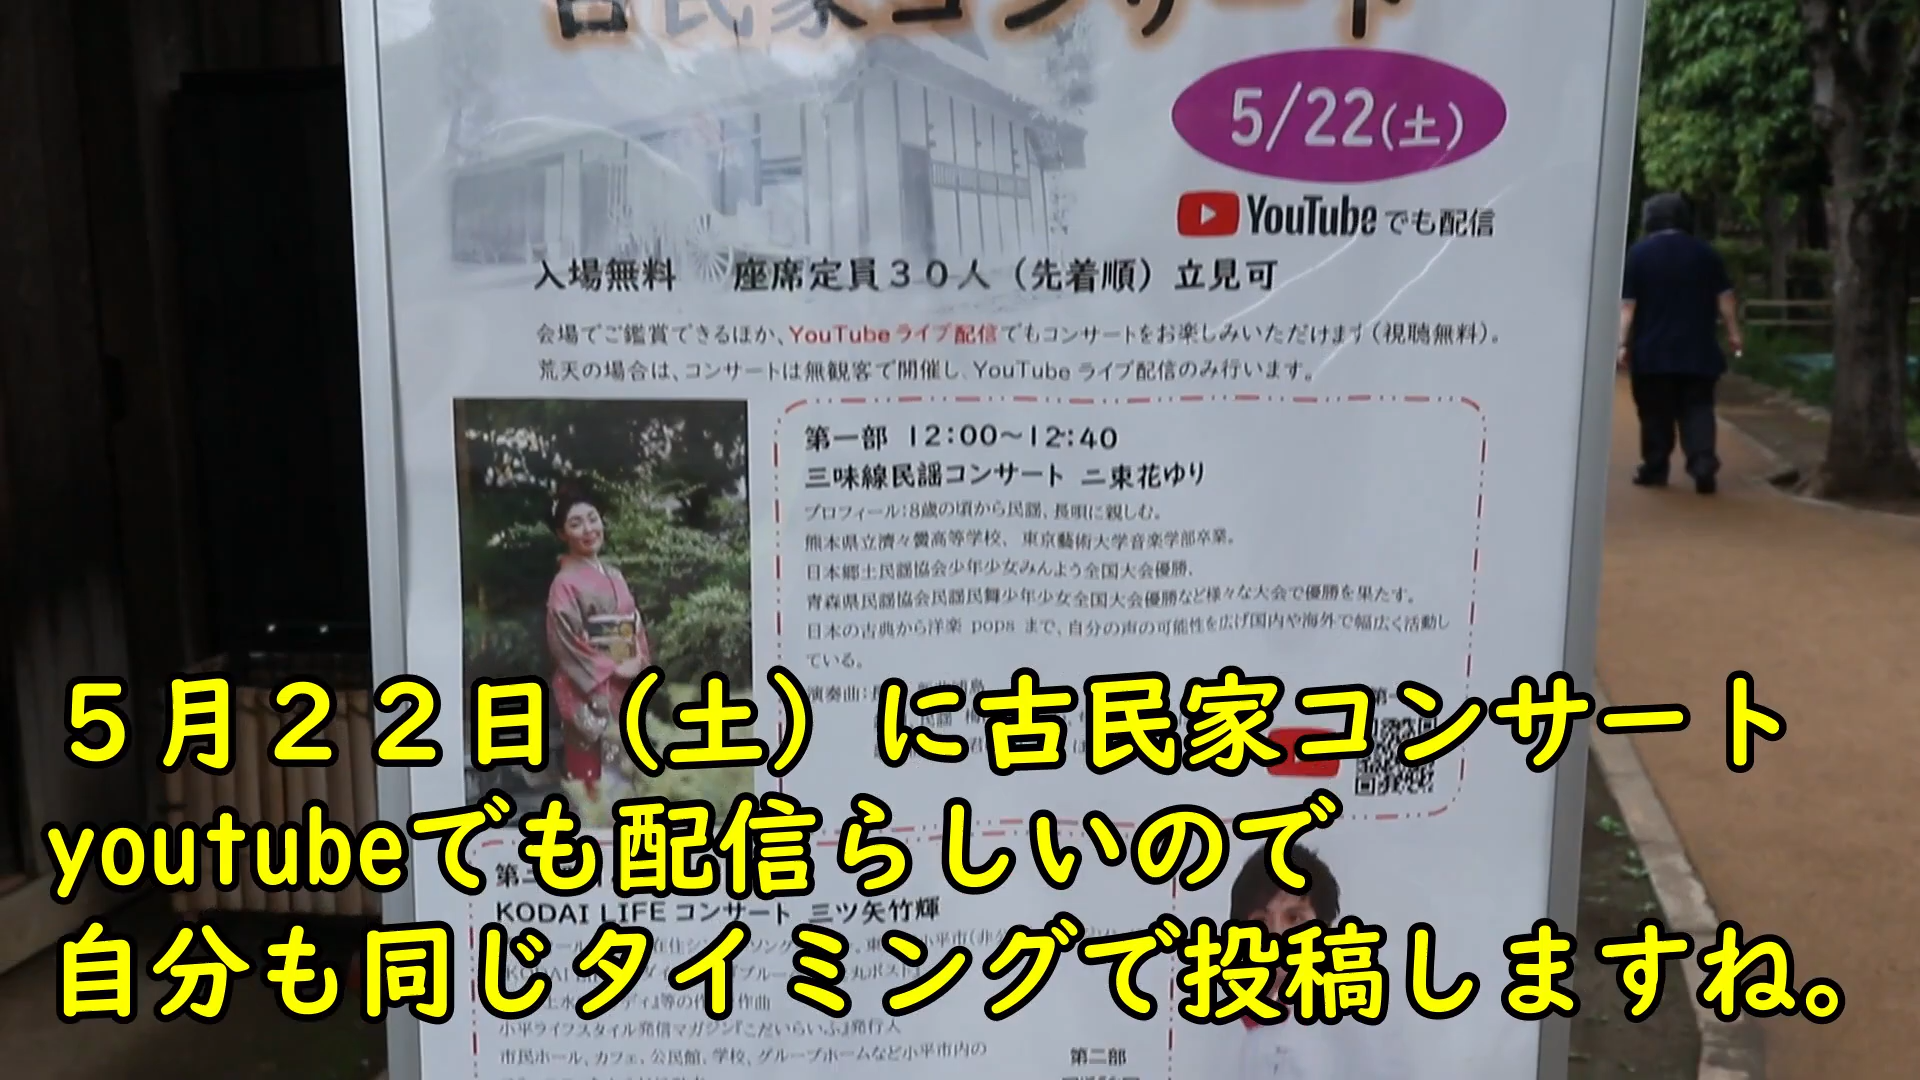 古民家コンサート
5/22(土)
YouTubeでも配信
入場無料 座席定員30人（先着順）立見可
会場でご鑑賞できるほか、YouTubeライブ配信でもコンサートをお楽しみいただけます(視聴無料)。
荒天の場合は、コンサートは無観客で開催し、YouTubeライブ配信のみ行います。
第一部 12:00～12:40
三味線民謡コンサート 二東花ゆり
プロフィール：8歳の頃から民謡、長唄に親しむ。
熊本県立濟々黌高等学校、東京藝術大学音楽学部卒業。
日本郷土民謡協会少年少女みんよう全国大会優勝、
青森県民謡協会民謡民舞少年少女全国大会優勝など様々な大会で優勝を果たす。
日本の古典から洋楽 pops まで、自分の声の可能性を広げ国内や海外で幅広く活動し
ている。
演奏曲：
５月２２日（土）に古民家コンサート
youtubeでも配信らしいので
自分も同じタイミングで投稿しますね。
KODAI LIFE コンサート 三ツ矢竹輝
小平ライフスタイル発信マガジン『こだいらいふ』発行人
市民ホール、カフェ、公民館、学校、グループホームなど小平市内の
第二部